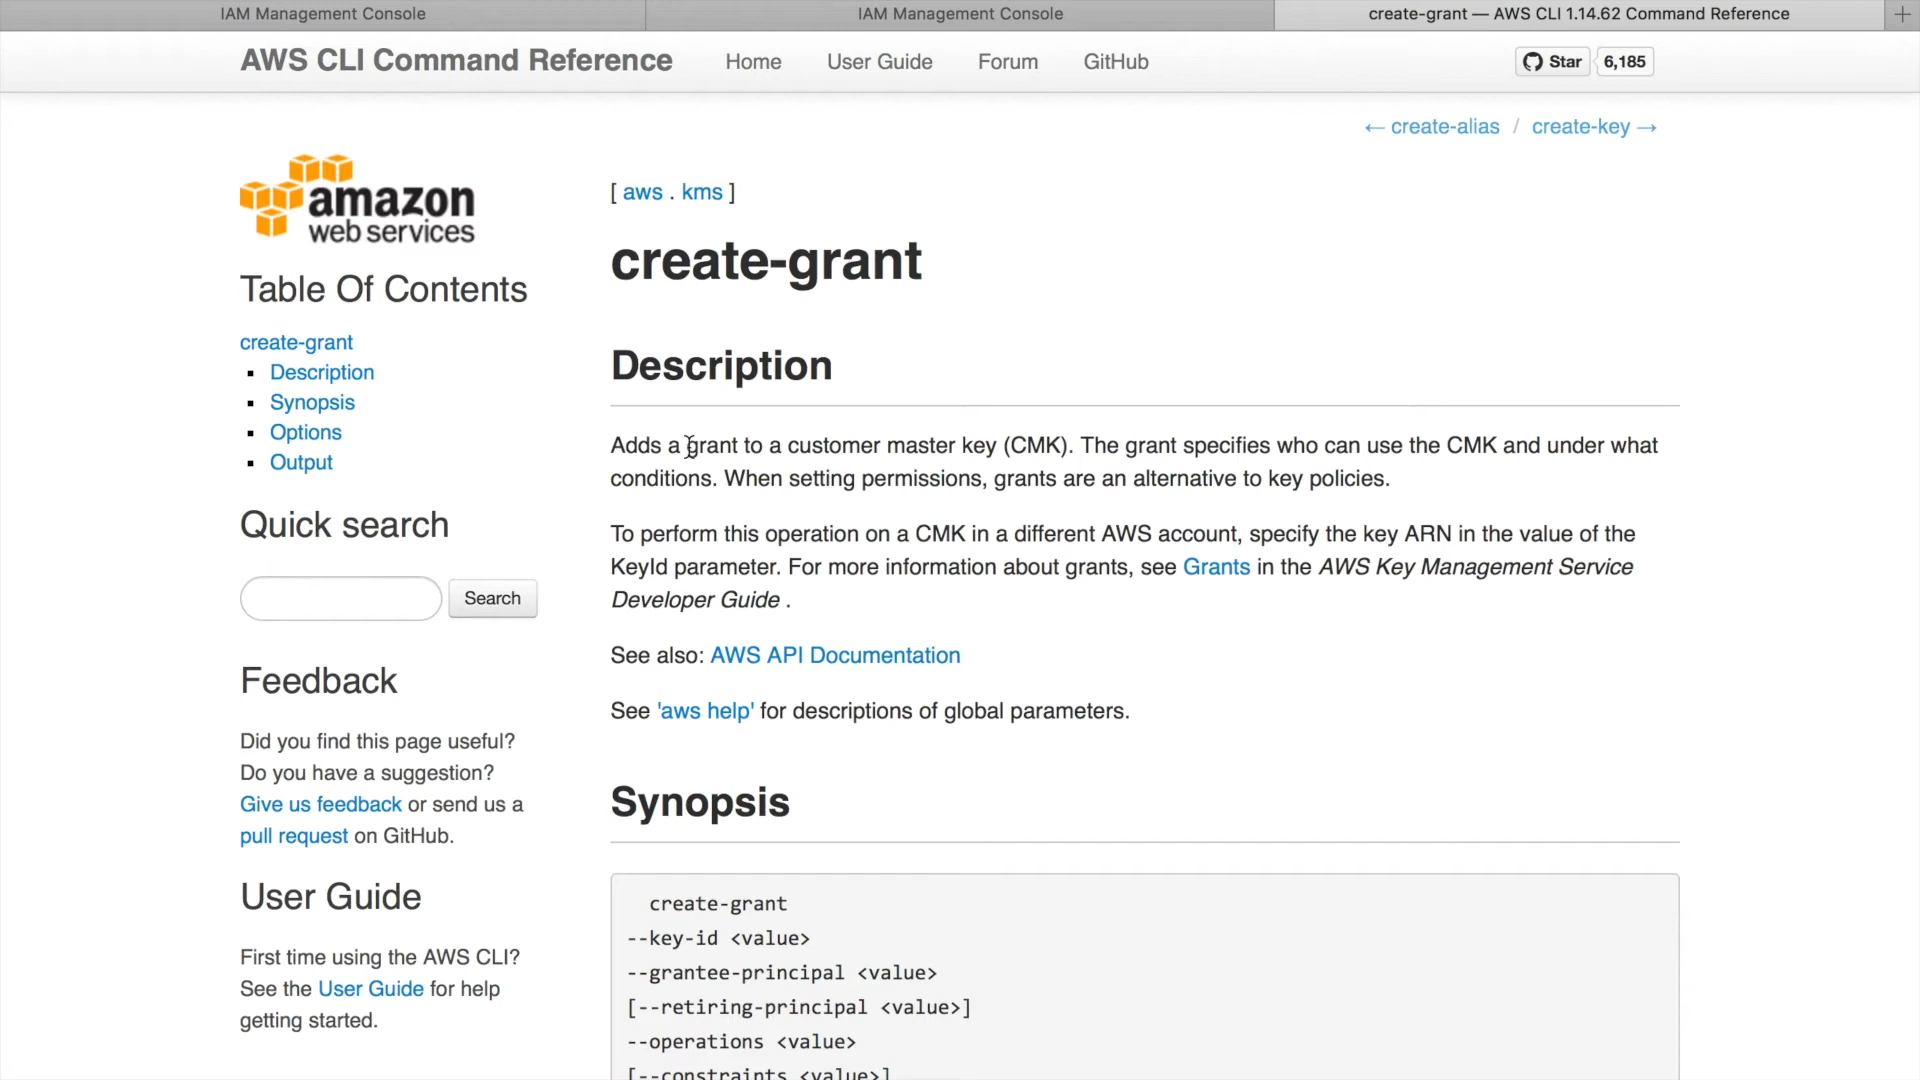 IAM Management Console
IAM Management Console
create-grant — AWS CLI 1.14.62 Command Reference
AWS CLI Command Reference
Home
User Guide
Forum
GitHub
Star
6,185
← create-alias / create-key →
amazon
web services
Table Of Contents
create-grant
Description
Synopsis
Options
Output
Quick search
Search
Feedback
Did you find this page useful?
Do you have a suggestion?
Give us feedback or send us a
pull request on GitHub.
User Guide
First time using the AWS CLI?
See the User Guide for help
getting started.
[ aws . kms ]
create-grant
Description
Adds a grant to a customer master key (CMK). The grant specifies who can use the CMK and under what
conditions. When setting permissions, grants are an alternative to key policies.
To perform this operation on a CMK in a different AWS account, specify the key ARN in the value of the
KeyId parameter. For more information about grants, see Grants in the AWS Key Management Service
Developer Guide .
See also: AWS API Documentation
See 'aws help' for descriptions of global parameters.
Synopsis
create-grant
--key-id <value>
--grantee-principal <value>
[--retiring-principal <value>]
--operations <value>
[--constraints <value>]